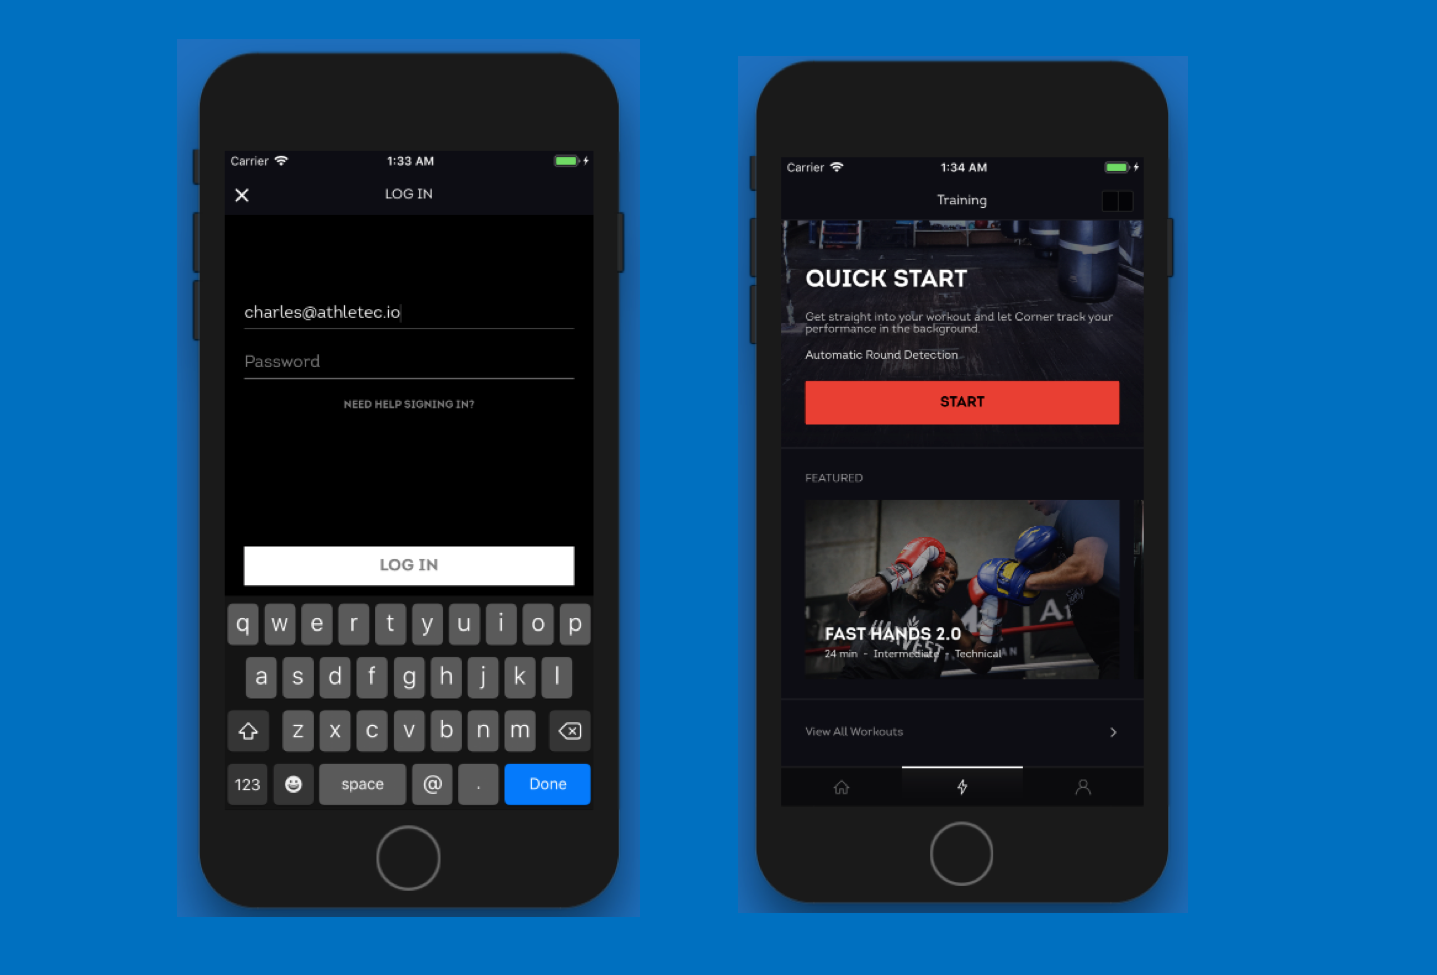 Carrier 1:33 AM
LOG IN
charles@athletec.io
Password
NEED HELP SIGNING IN?
LOG IN
q w e r t y u i o p
a s d f g h j k l
z x c v b n m
123 space @ . Done
Carrier 1:34 AM
Training
QUICK START
Get straight into your workout and let Corner track your
performance in the background.
Automatic Round Detection
START
FEATURED
HARVEST
FAST HANDS 2.0
24 min - Intermediate - Technical
View All Workouts